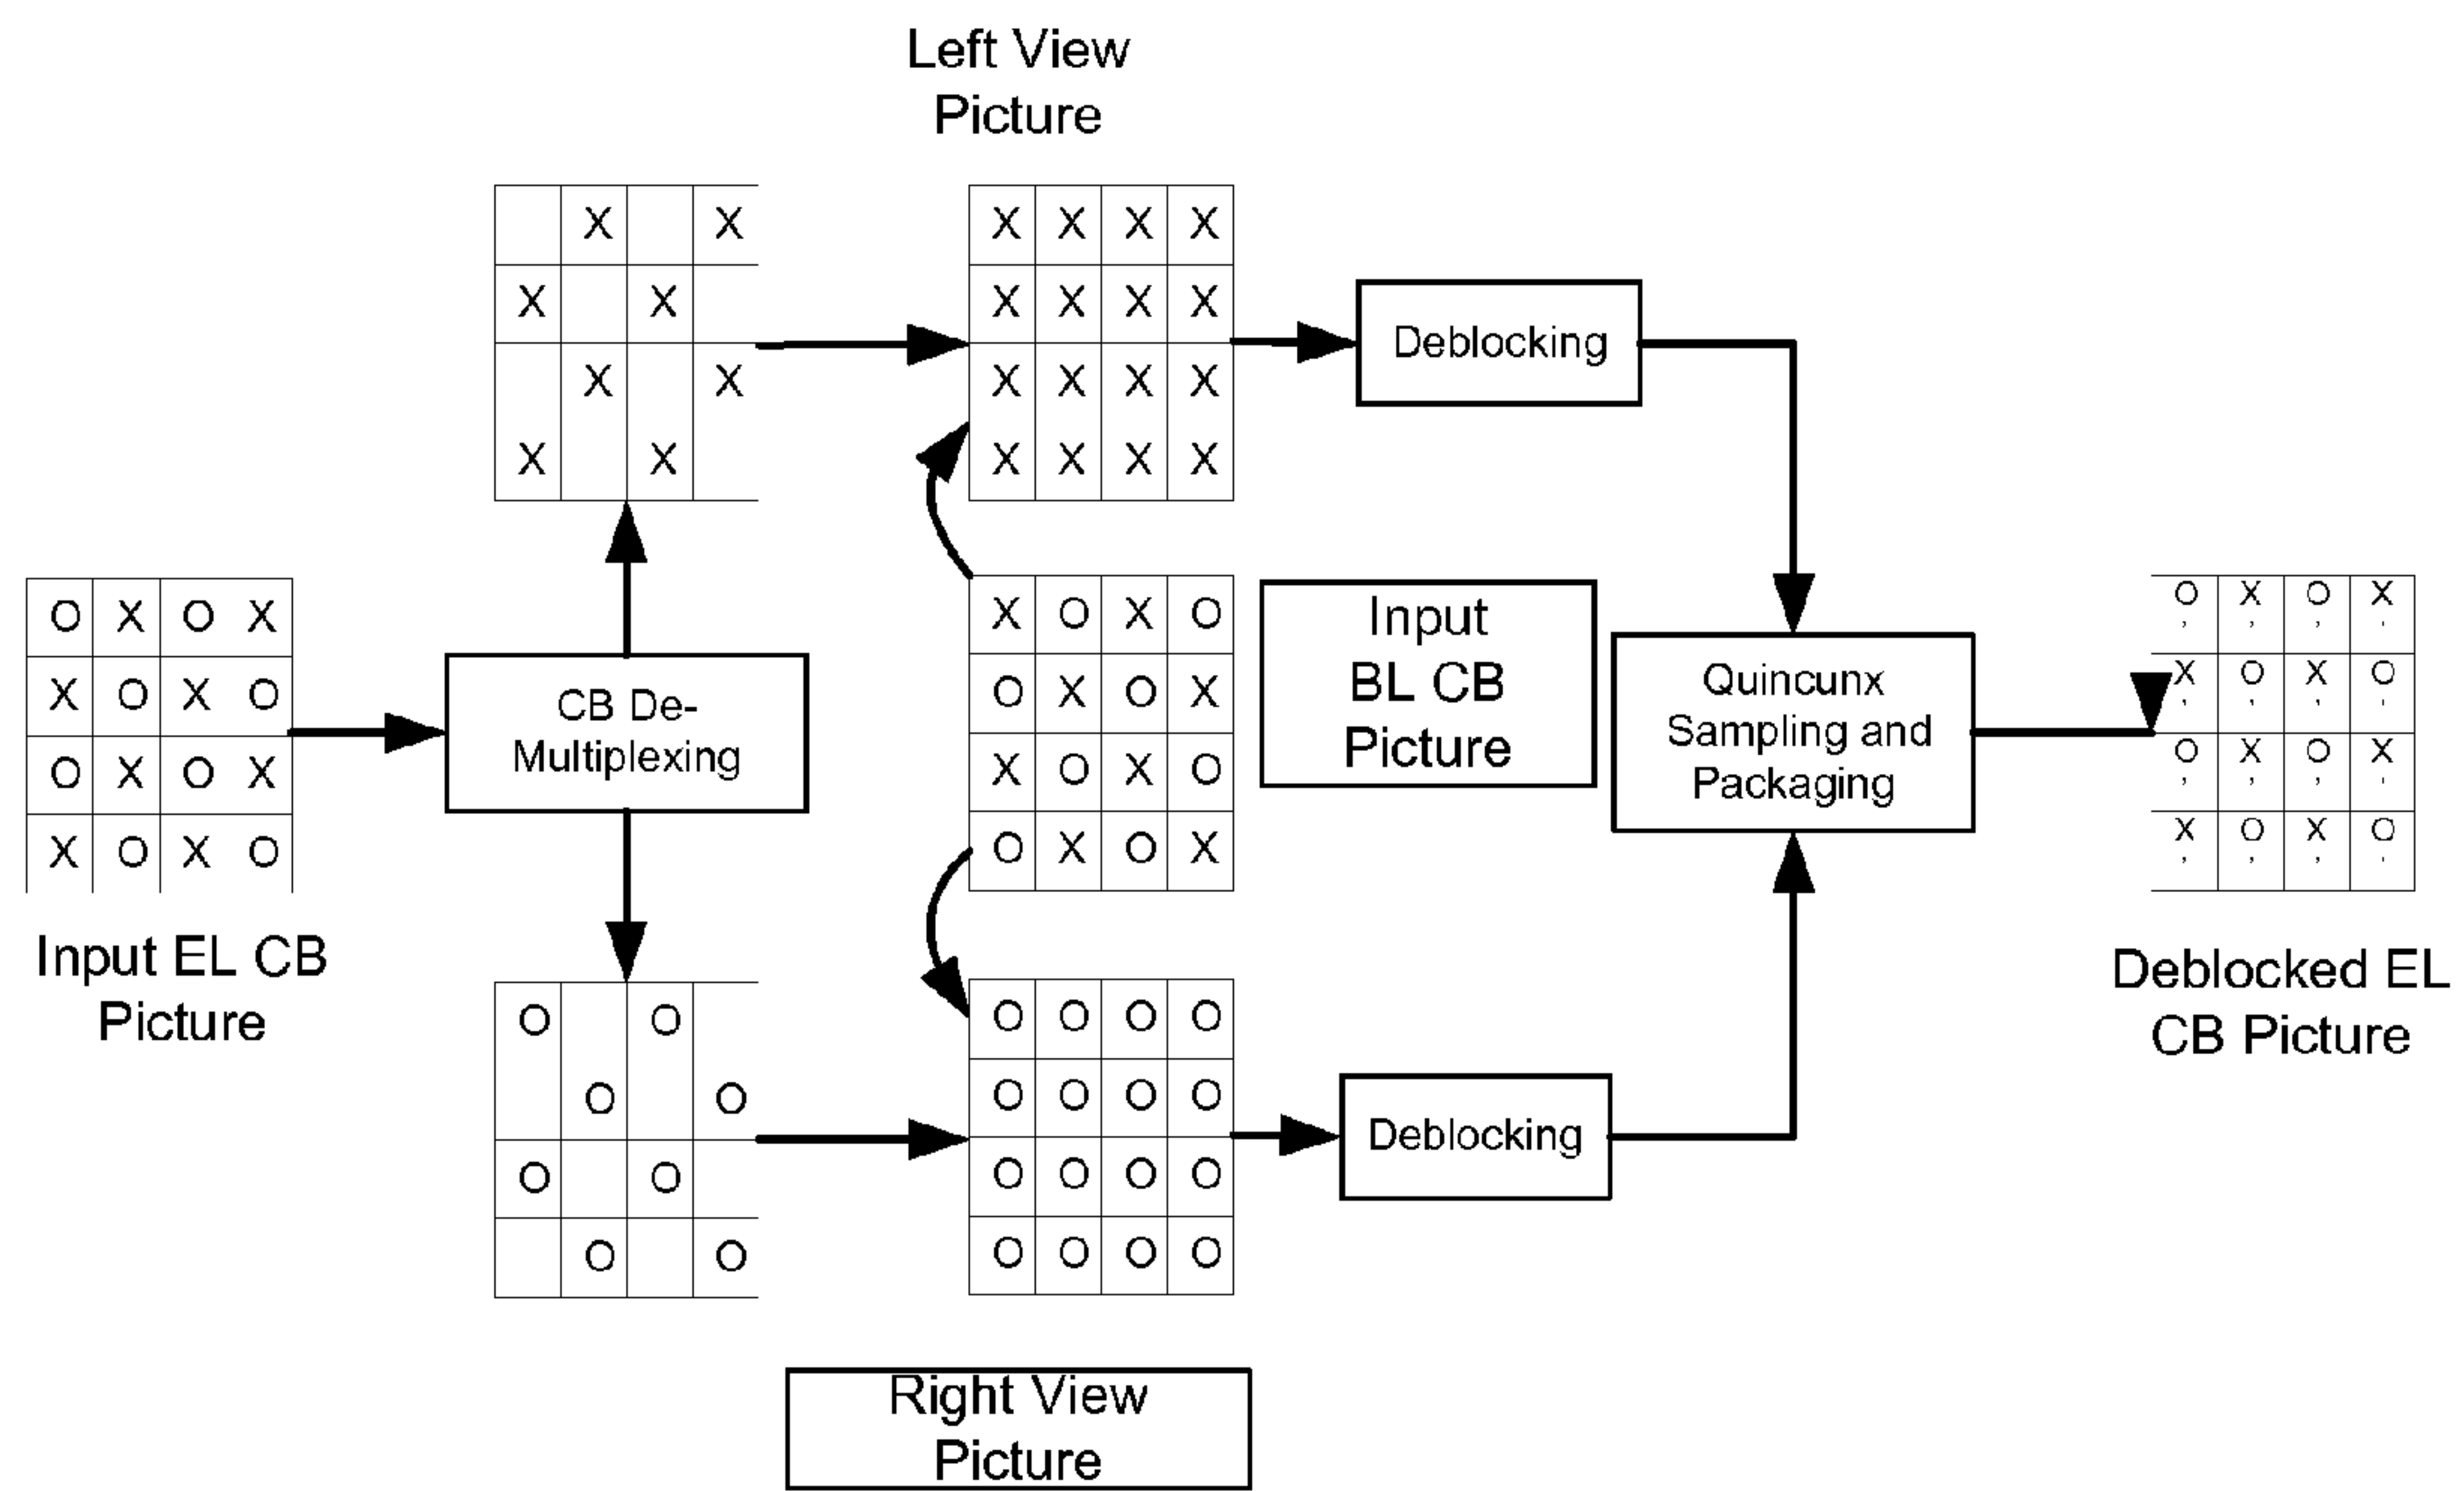 Left View
Picture
X X
X X
X X
X X
X X X X
X X X X
X X X X
X X X X
Deblocking
O X O X
X O X O
O X O X
X O X O
Input EL CB
Picture
CB De-
Multiplexing
X O X O
O X O X
X O X O
O X O X
Input
BL CB
Picture
Quincunx
Sampling and
Packaging
O X O X
, , , '
X O X O
, , , '
O X O X
, , , '
X O X O
, , , '
Deblocked EL
CB Picture
O O
O O
O O
O O
O O O O
O O O O
O O O O
O O O O
Deblocking
Right View
Picture